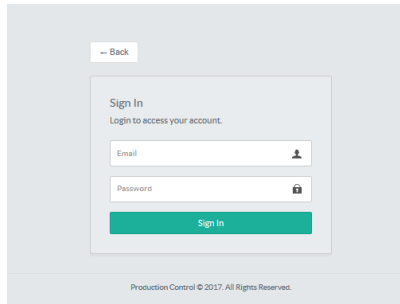 ← Back
Sign In
Login to access your account.
Email
Password
Sign In
Production Control © 2017. All Rights Reserved.